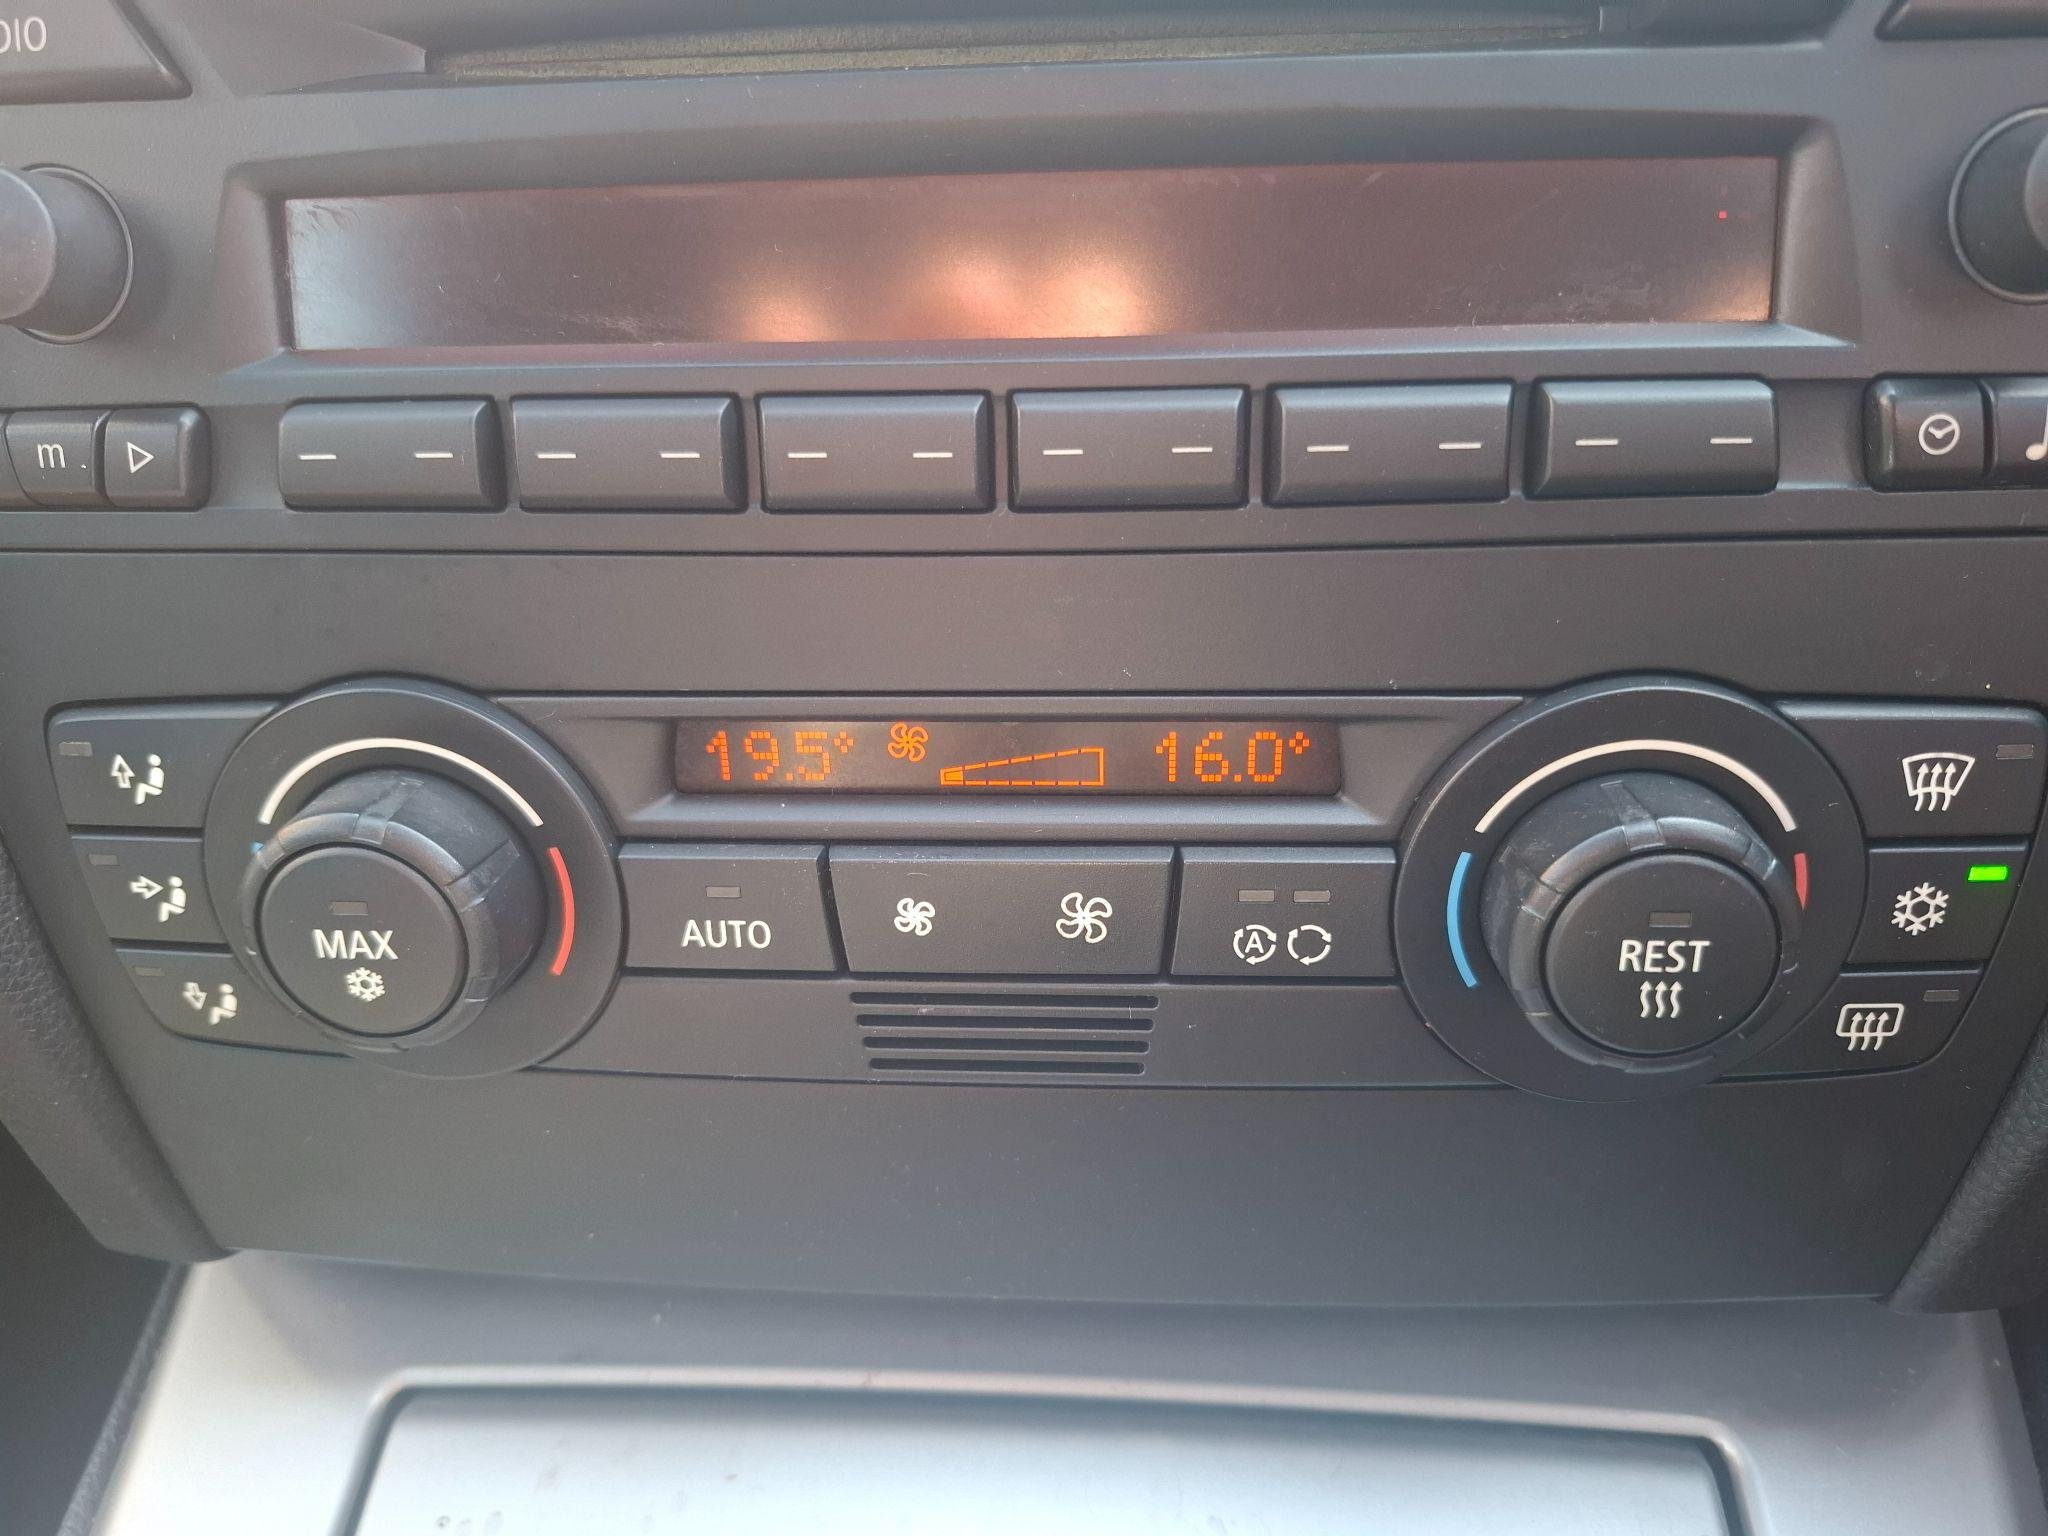 DIO
m
19.5° 16.0°
MAX
AUTO
A
REST